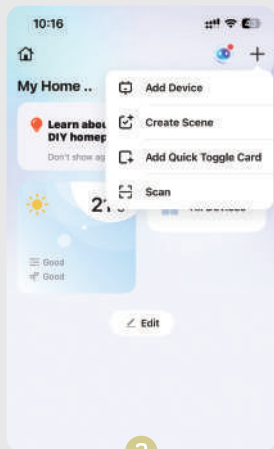 10:16
My Home ..
Add Device
Create Scene
Add Quick Toggle Card
Scan
Learn abou
DIY homep
Don't show ag
21
Good
Good
Edit